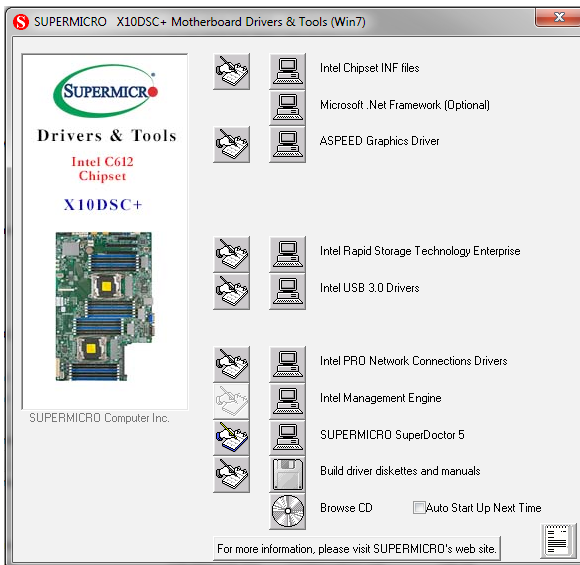 SUPERMICRO X10DSC+ Motherboard Drivers & Tools (Win7)
SUPERMICRO
Drivers & Tools
Intel C612
Chipset
X10DSC+
SUPERMICRO Computer Inc.
Intel Chipset INF files
Microsoft .Net Framework (Optional)
ASPEED Graphics Driver
Intel Rapid Storage Technology Enterprise
Intel USB 3.0 Drivers
Intel PRO Network Connections Drivers
Intel Management Engine
SUPERMICRO SuperDoctor 5
Build driver diskettes and manuals
Browse CD Auto Start Up Next Time
For more information, please visit SUPERMICRO's web site.